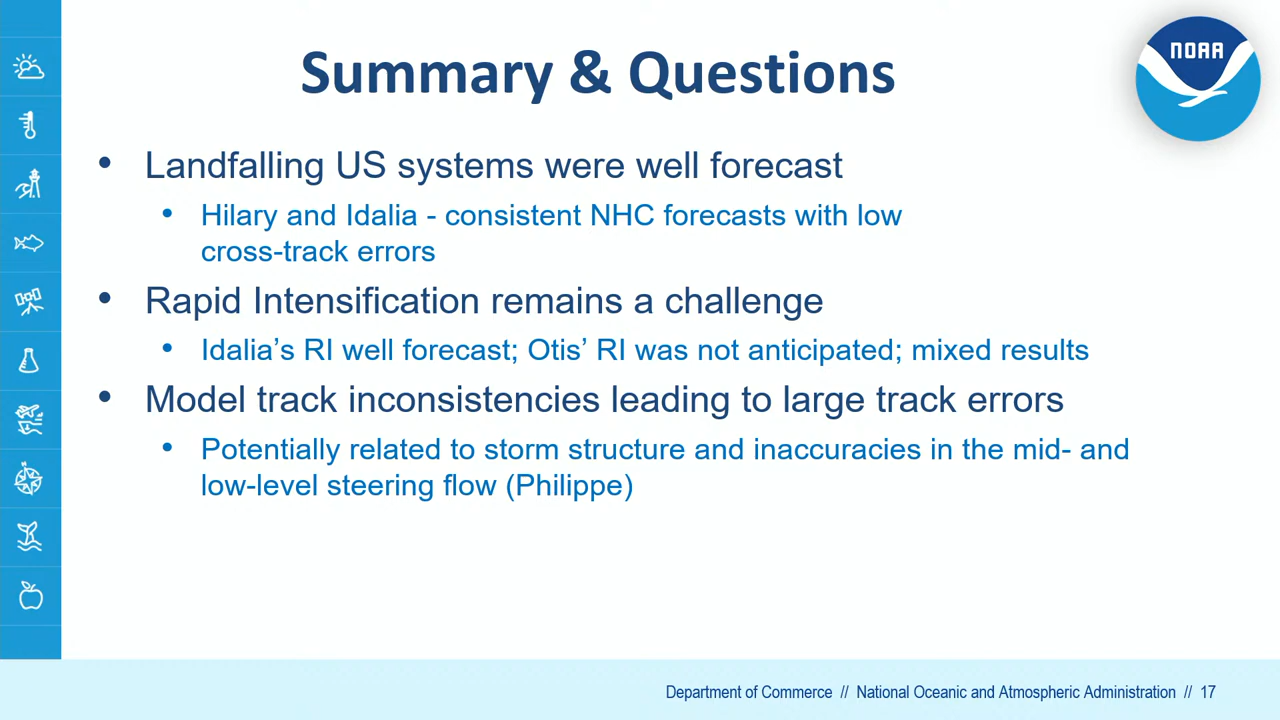 Summary & Questions
NOAA
• Landfalling US systems were well forecast
• Hilary and Idalia - consistent NHC forecasts with low
cross-track errors
• Rapid Intensification remains a challenge
• Idalia’s RI well forecast; Otis’ RI was not anticipated; mixed results
• Model track inconsistencies leading to large track errors
• Potentially related to storm structure and inaccuracies in the mid- and
low-level steering flow (Philippe)
Department of Commerce // National Oceanic and Atmospheric Administration // 17